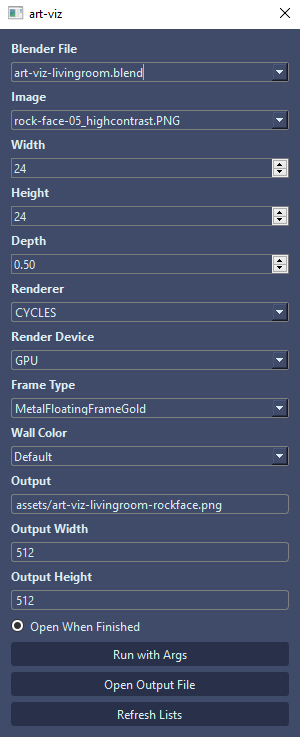 art-viz
Blender File
art-viz-livingroom.blend
Image
rock-face-05_highcontrast.PNG
Width
24
Height
24
Depth
0.50
Renderer
CYCLES
Render Device
GPU
Frame Type
MetalFloatingFrameGold
Wall Color
Default
Output
assets/art-viz-livingroom-rockface.png
Output Width
512
Output Height
512
Open When Finished
Run with Args
Open Output File
Refresh Lists